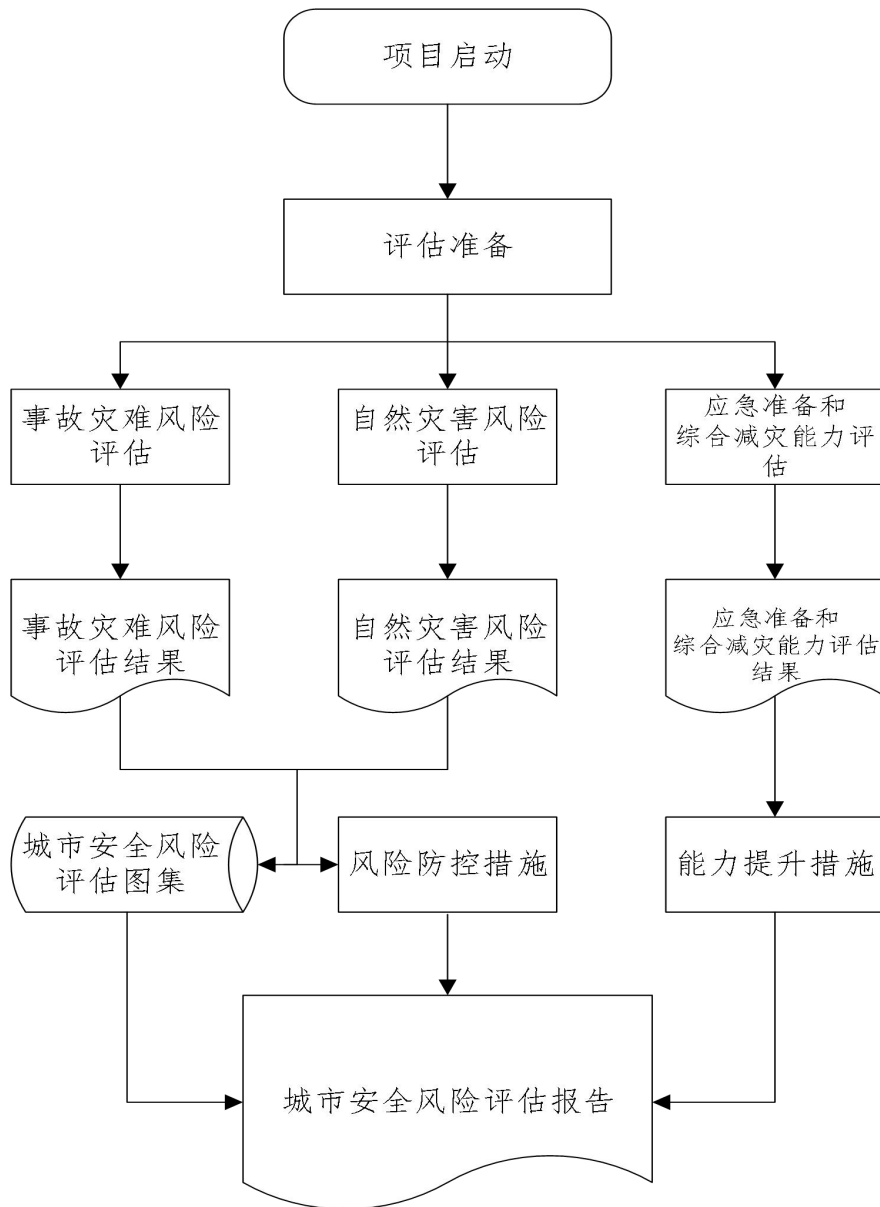 项目启动
评估准备
事故灾难风险
评估
自然灾害风险
评估
应急准备和
综合减灾能力评
估
事故灾难风险
评估结果
自然灾害风险
评估结果
应急准备和
综合减灾能力评估
结果
城市安全风险
评估图集
风险防控措施
能力提升措施
城市安全风险评估报告